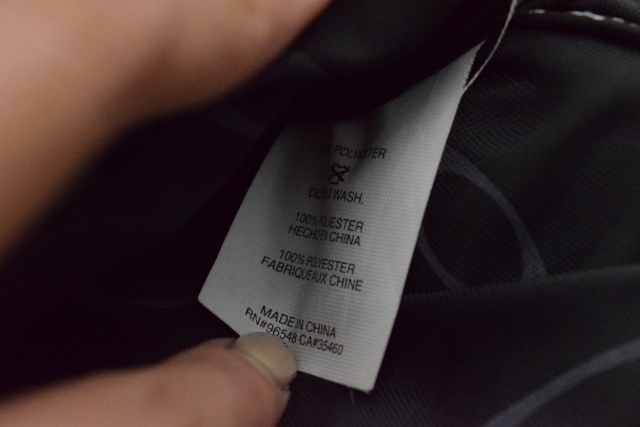 POLYESTER
DO NOT WASH.
100% POLYESTER
HECHO EN CHINA
100% POLYESTER
FABRIQUE AUX CHINE
MADE IN CHINA
RN#96548 CA#35460